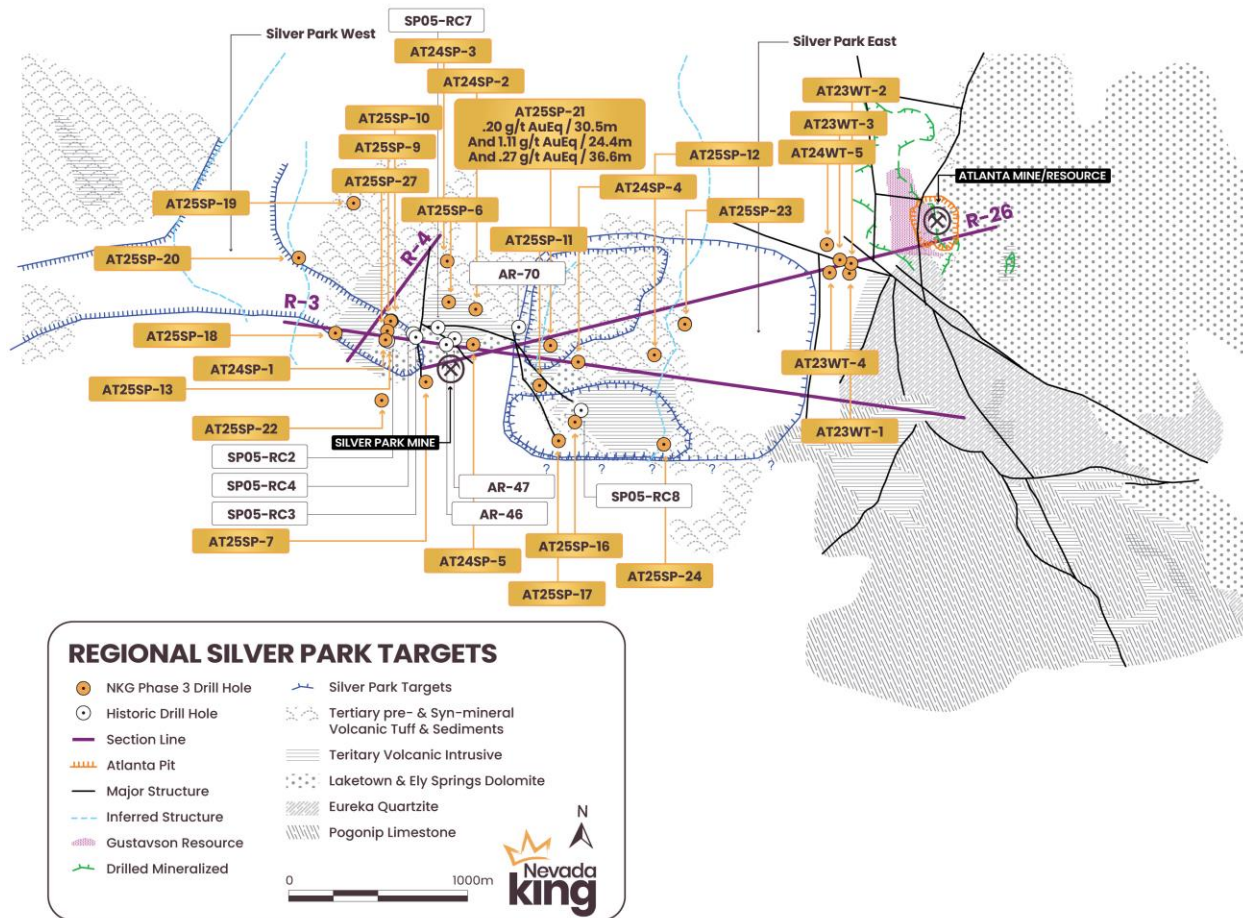 SP05-RC7
Silver Park West
AT24SP-3
Silver Park East
AT24SP-2
AT23WT-2
AT25SP-10
AT25SP-21
.20 g/t AuEq / 30.5m
And 1.11 g/t AuEq / 24.4m
And .27 g/t AuEq / 36.6m
AT23WT-3
AT25SP-9
AT25SP-12
AT24WT-5
AT25SP-27
AT24SP-4
ATLANTA MINE/RESOURCE
AT25SP-19
AT25SP-6
AT25SP-23
R-26
AT25SP-11
R-4
AT25SP-20
AR-70
R-3
AT25SP-18
AT24SP-1
AT23WT-4
AT25SP-13
AT25SP-22
SILVER PARK MINE
AT23WT-1
SP05-RC2
? ? ? ?
SP05-RC4
AR-47
SP05-RC8
SP05-RC3
AR-46
AT25SP-7
AT24SP-5
AT25SP-16
AT25SP-24
AT25SP-17
REGIONAL SILVER PARK TARGETS
NKG Phase 3 Drill Hole
Historic Drill Hole
Section Line
Atlanta Pit
Major Structure
Inferred Structure
Gustavson Resource
Drilled Mineralized
Silver Park Targets
Tertiary pre- & Syn-mineral
Volcanic Tuff & Sediments
Teritary Volcanic Intrusive
Laketown & Ely Springs Dolomite
Eureka Quartzite
Pogonip Limestone
N
0 1000m
Nevada
king